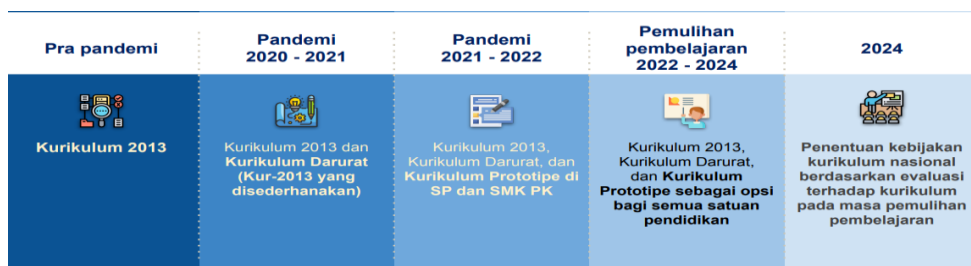 Pra pandemi
Pandemi
2020 - 2021
Pandemi
2021 - 2022
Pemulihan
pembelajaran
2022 - 2024
2024
Kurikulum 2013
Kurikulum 2013 dan
Kurikulum Darurat
(Kur-2013 yang
disederhanakan)
Kurikulum 2013,
Kurikulum Darurat, dan
Kurikulum Prototipe di
SP dan SMK PK
Kurikulum 2013,
Kurikulum Darurat,
dan Kurikulum
Prototipe sebagai opsi
bagi semua satuan
pendidikan
Penentuan kebijakan
kurikulum nasional
berdasarkan evaluasi
terhadap kurikulum
pada masa pemulihan
pembelajaran